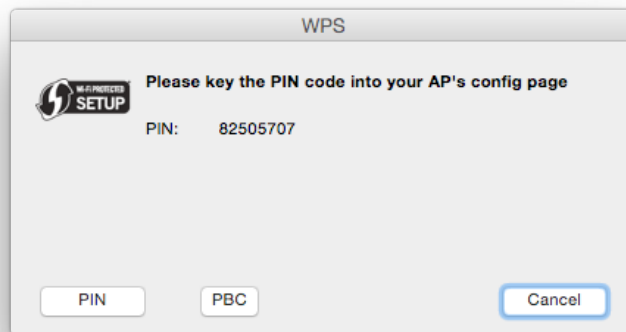 WPS
Wi-Fi PROTECTED
SETUP
Please key the PIN code into your AP's config page
PIN: 82505707
PIN PBC Cancel